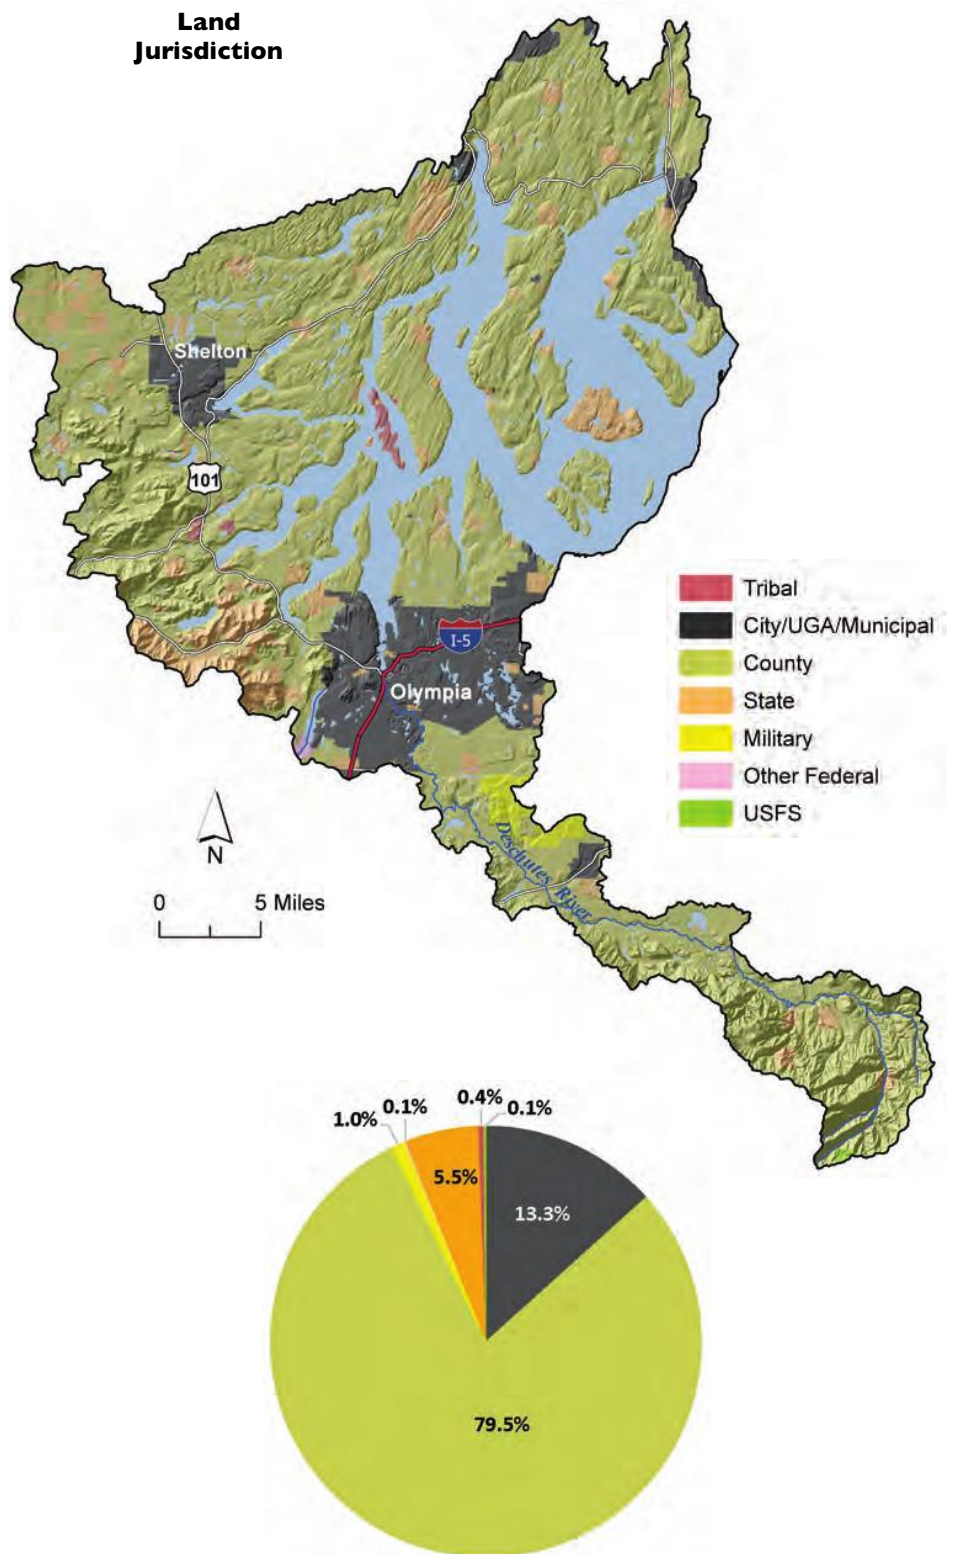 Land
Jurisdiction
Shelton
101
I-5
Olympia
Tribal
City/UGA/Municipal
County
State
Military
Other Federal
USFS
Deschutes River
N
0 5 Miles
1.0%
0.1%
0.4%
0.1%
5.5%
13.3%
79.5%